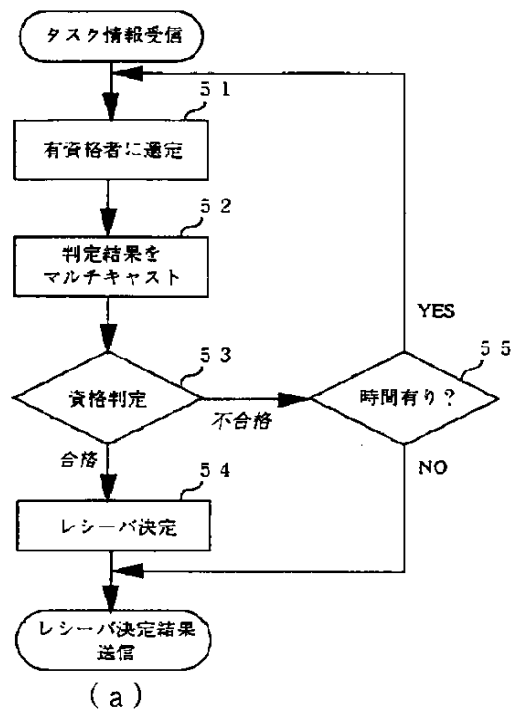 タスク情報受信
51
有資格者に選定
52
判定結果を
マルチキャスト
YES
53
55
資格判定
時間有り?
不合格
合格
NO
54
レシーバ決定
レシーバ決定結果
送信
(a)